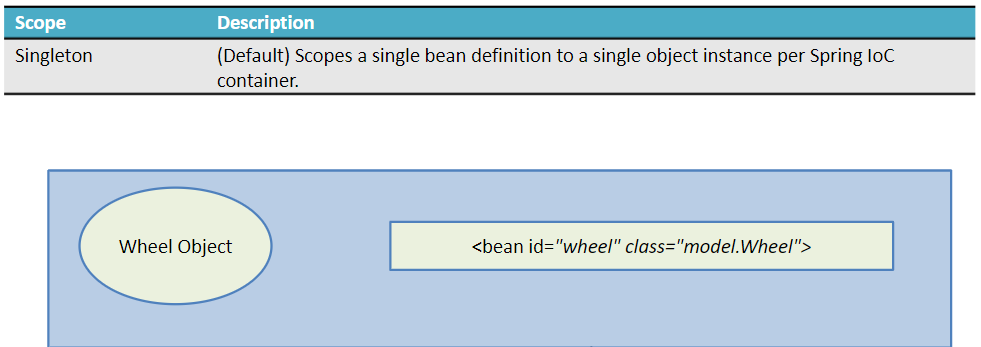 Scope Description
Singleton (Default) Scopes a single bean definition to a single object instance per Spring IoC
container.
Wheel Object <bean id="wheel" class="model.Wheel">